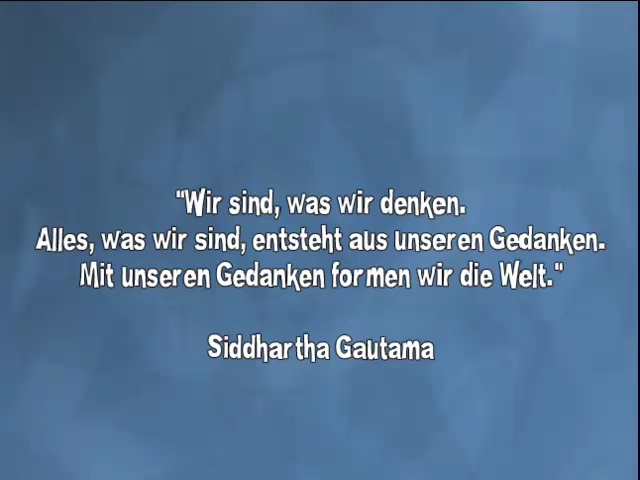 "Wir sind, was wir denken.
Alles, was wir sind, entsteht aus unseren Gedanken.
Mit unseren Gedanken formen wir die Welt."
Siddhartha Gautama